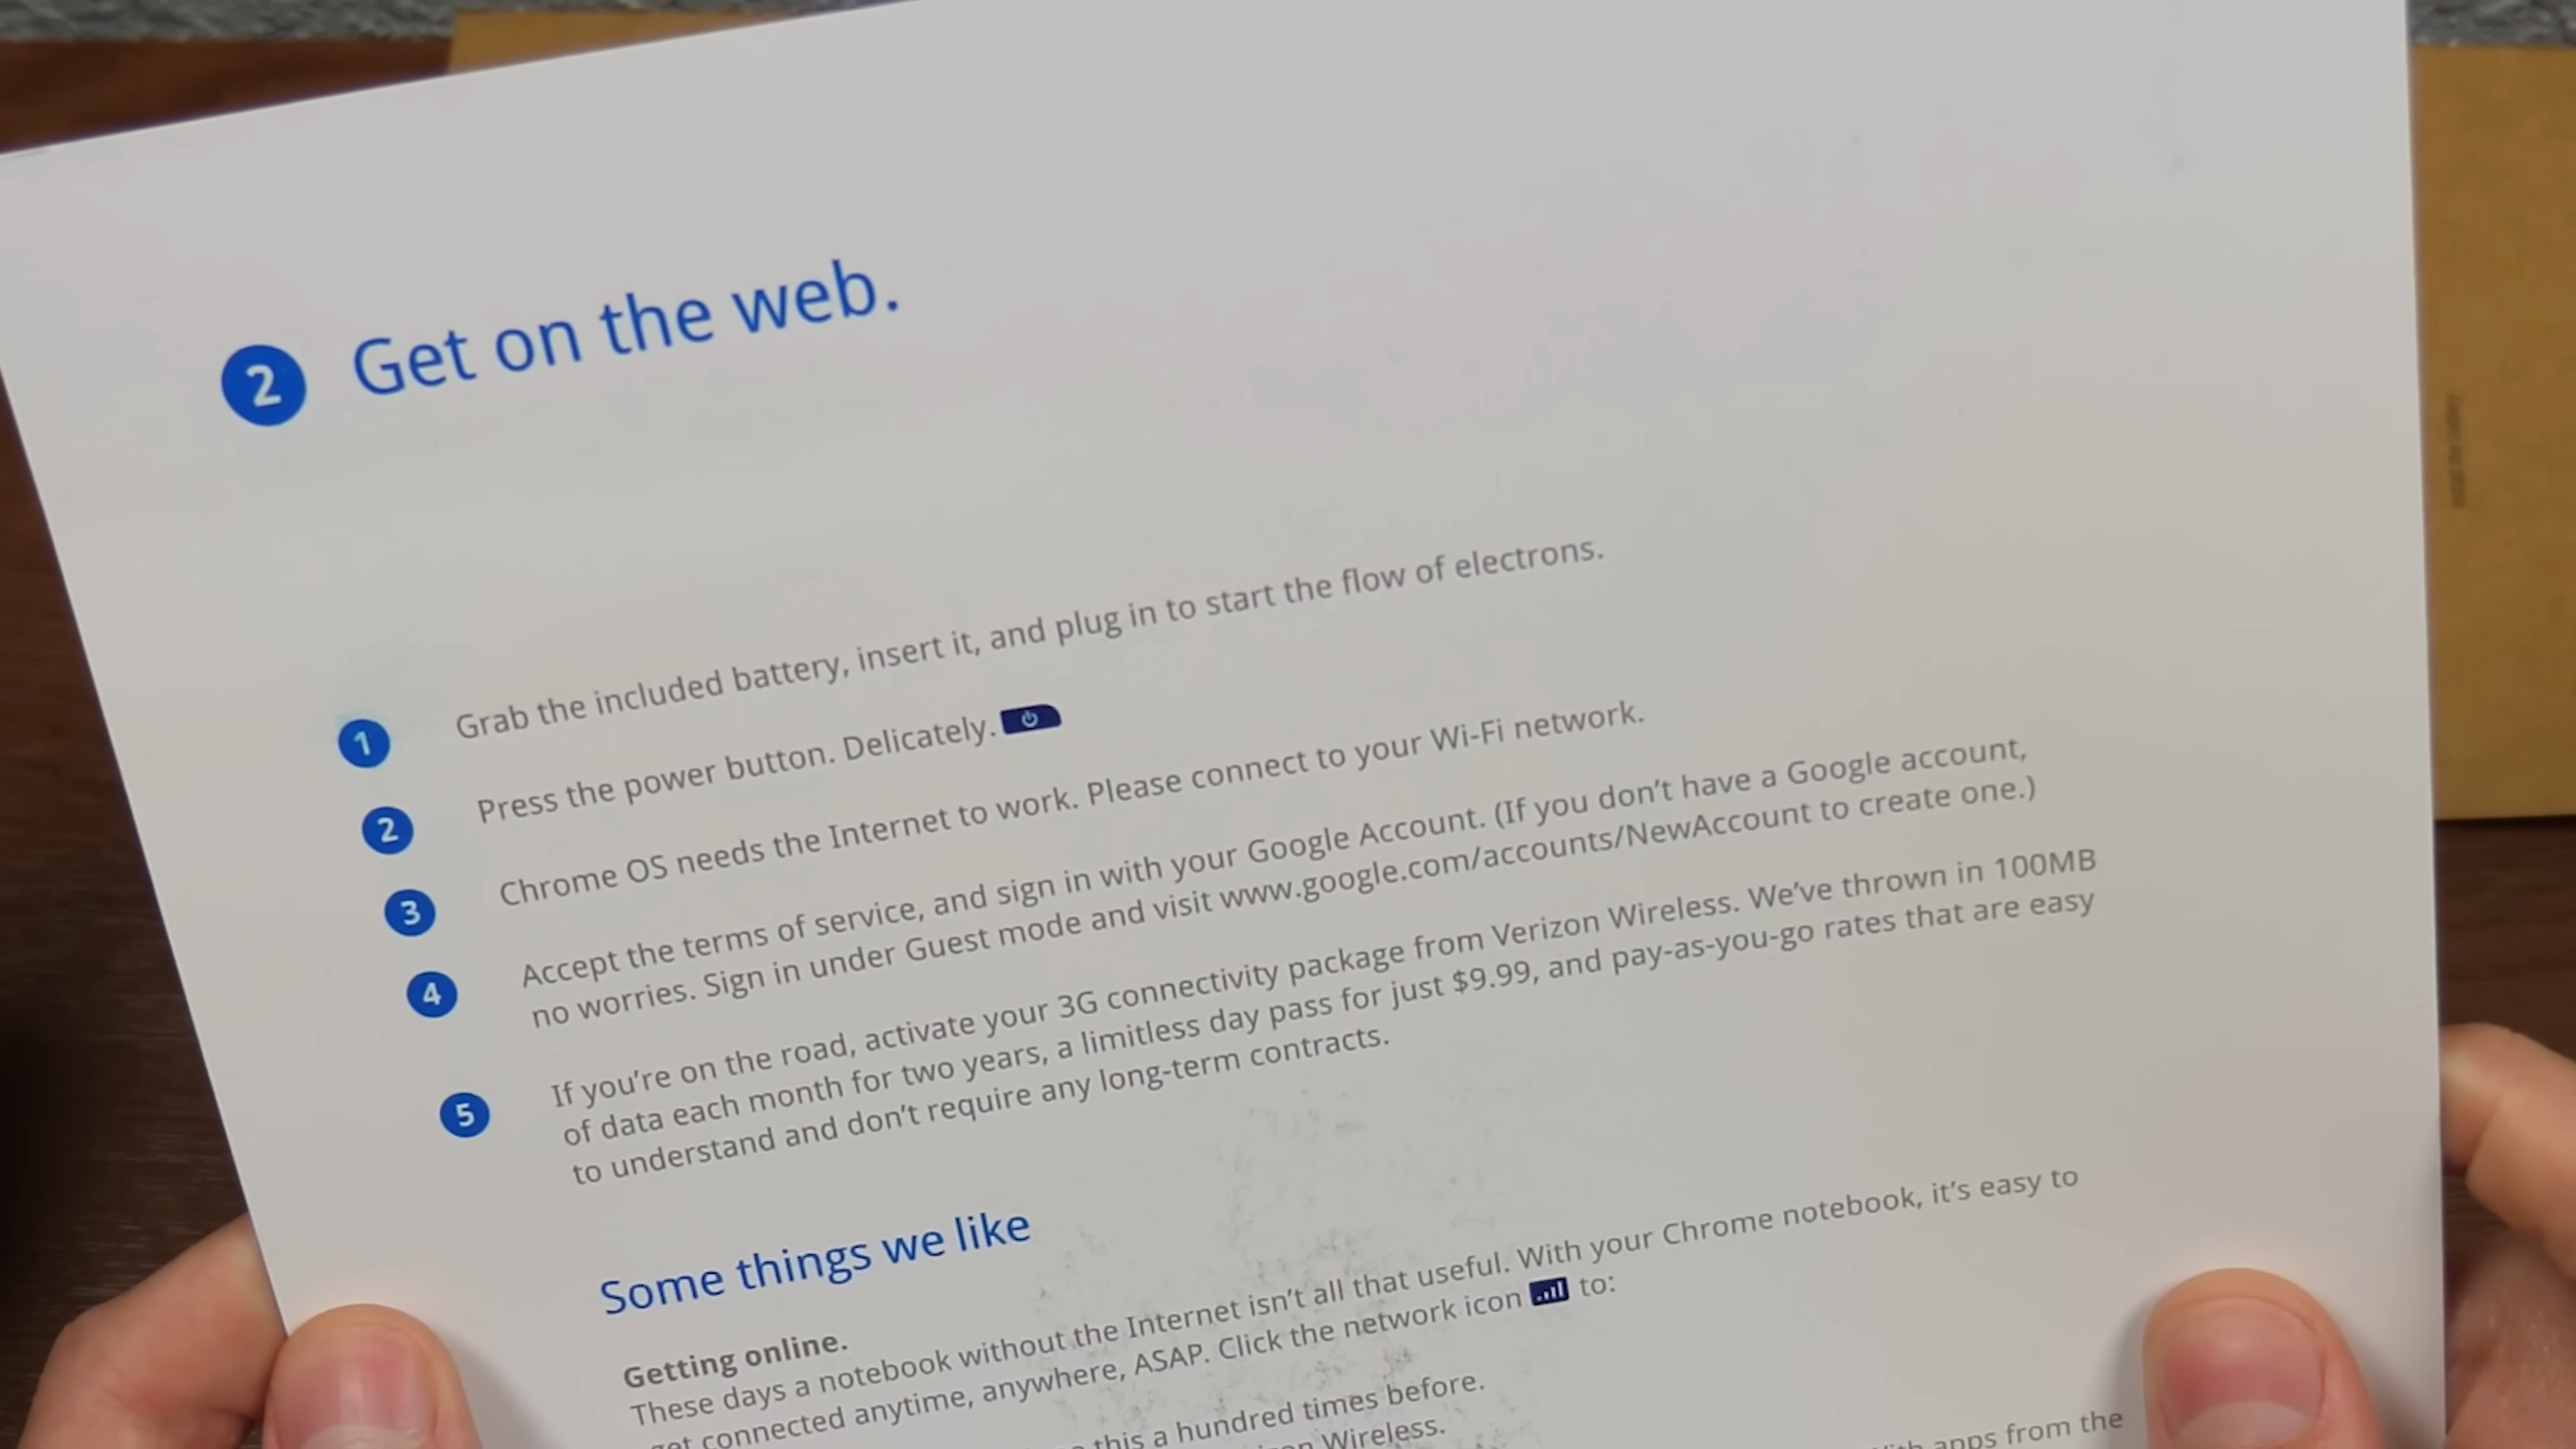 2 Get on the web.
1 Grab the included battery, insert it, and plug in to start the flow of electrons.
2 Press the power button. Delicately.
3 Chrome OS needs the Internet to work. Please connect to your Wi-Fi network.
4 Accept the terms of service, and sign in with your Google Account. (If you don't have a Google account,
no worries. Sign in under Guest mode and visit www.google.com/accounts/NewAccount to create one.)
5 If you're on the road, activate your 3G connectivity package from Verizon Wireless. We've thrown in 100MB
of data each month for two years, a limitless day pass for just $9.99, and pay-as-you-go rates that are easy
to understand and don't require any long-term contracts.
Some things we like
Getting online.
These days a notebook without the Internet isn't all that useful. With your Chrome notebook, it's easy to
get connected anytime, anywhere, ASAP. Click the network icon to:
this a hundred times before.
Wireless.
apps from the